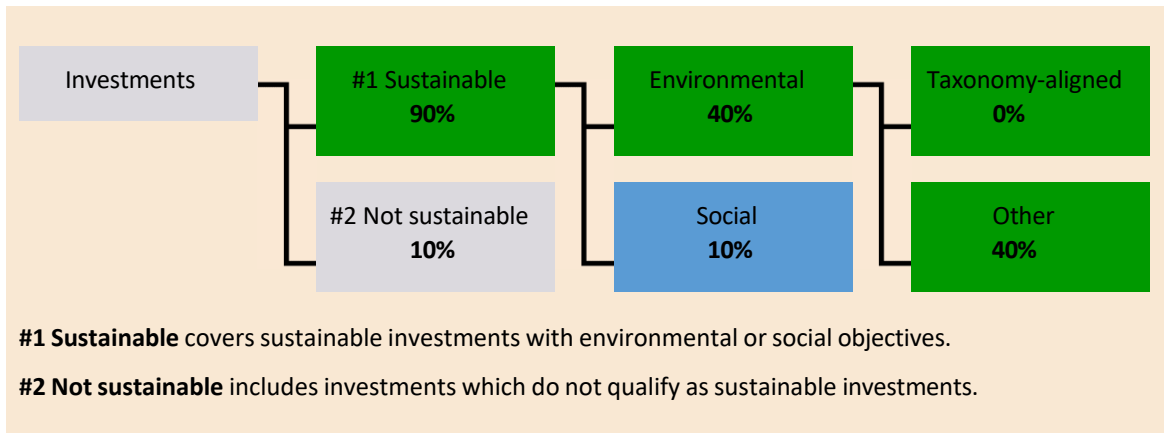 Investments
#1 Sustainable
90%
Environmental
40%
Taxonomy-aligned
0%
#2 Not sustainable
10%
Social
10%
Other
40%
#1 Sustainable covers sustainable investments with environmental or social objectives.
#2 Not sustainable includes investments which do not qualify as sustainable investments.